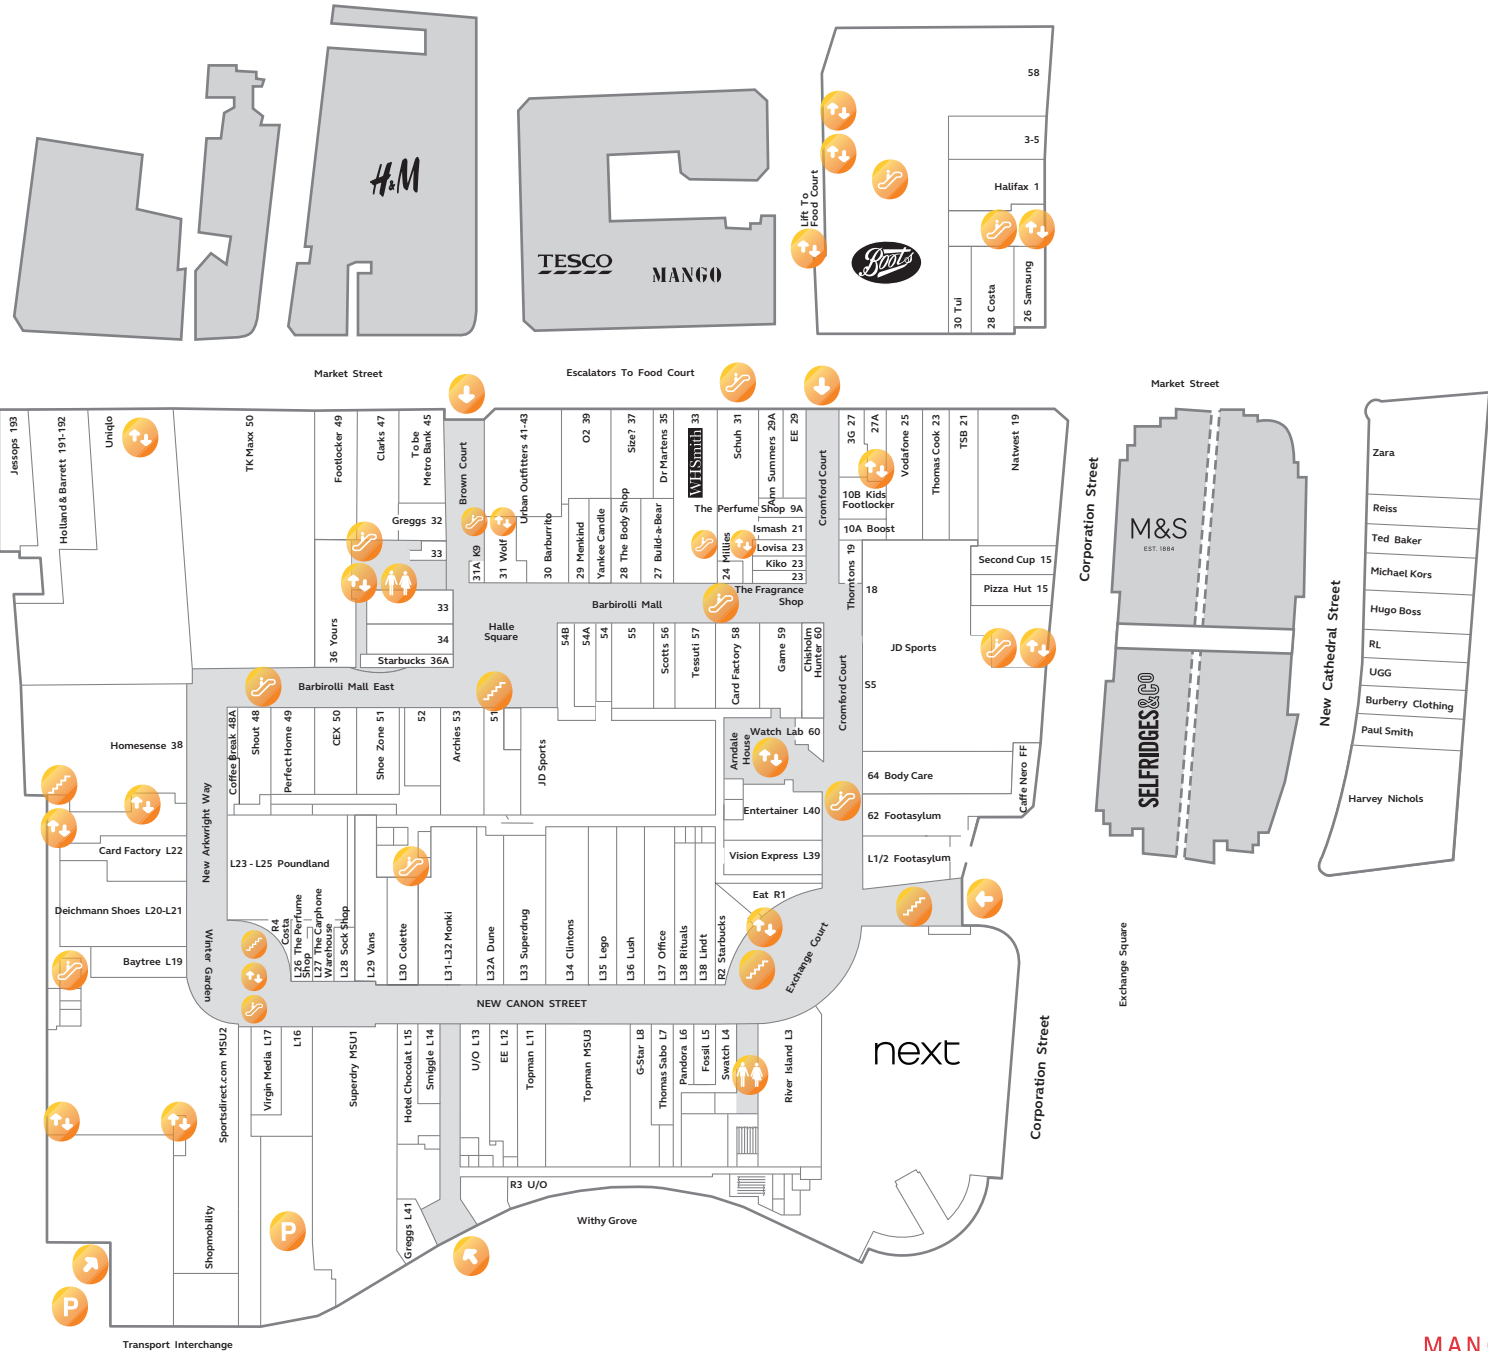 H&M
TESCO
MANGO
Lift To
Food Court
Boots
58
3-5
Halifax 1
30 Tui
28 Costa
26 Samsung
Market Street
Escalators To Food Court
Market Street
Jessops 193
Holland & Barrett 191-192
Uniqlo
TK Maxx 50
Footlocker 49
Clarks 47
To be
Metro Bank 45
Greggs 32
33
33
34
Starbucks 36A
36 Yours
Brown Court
31A K9
31 Wolf
Urban Outfitters 41-43
30 Barburrito
O2 39
29 Menkind
Yankee Candle
Size? 37
28 The Body Shop
Dr Martens 35
27 Build-a-Bear
33
WHSmith
Schuh 31
24 Millies
Ann Summers 29A
EE 29
The Perfume Shop 9A
Ismash 21
Lovisa 23
Kiko 23
23
The Fragrance
Shop
Cromford Court
3G 27
27A
Vodafone 25
Thomas Cook 23
TSB 21
Natwest 19
10B Kids
Footlocker
10A Boost
Thorntons 19
18
Second Cup 15
Pizza Hut 15
JD Sports
S5
Corporation Street
M&S
EST. 1884
SELFRIDGES&CO
New Cathedral Street
Zara
Reiss
Ted Baker
Michael Kors
Hugo Boss
RL
UGG
Burberry Clothing
Paul Smith
Harvey Nichols
Barbirolli Mall
Halle
Square
Barbirolli Mall East
54B
54A
54
55
Scotts 56
Tessuti 57
Card Factory 58
Game 59
Chisholm
Hunter 60
Cromford Court
Homesense 38
Coffee Break 48A
Shout 48
Perfect Home 49
CEX 50
Shoe Zone 51
52
Archies 53
51
JD Sports
Arndale
House
Watch Lab 60
64 Body Care
Caffe Nero FF
Entertainer L40
62 Footasylum
Vision Express L39
L1/2 Footasylum
New Arkwright Way
Card Factory L22
L23 - L25 Poundland
Deichmann Shoes L20-L21
Baytree L19
Winter Garden
R4
Costa
L26 The Perfume
Shop
L27 The Carphone
Warehouse
L28 Sock Shop
L29 Vans
L30 Colette
L31-L32 Monki
L32A Dune
L33 Superdrug
L34 Clintons
L35 Lego
L36 Lush
L37 Office
L38 Rituals
L38 Lindt
R2 Starbucks
Eat R1
Exchange Court
Exchange Square
NEW CANON STREET
Sportsdirect.com MSU2
Virgin Media L17
L16
Superdry MSU1
Hotel Chocolat L15
Smiggle L14
U/O L13
EE L12
Topman L11
Topman MSU3
G-Star L8
Thomas Sabo L7
Pandora L6
Fossil L5
Swatch L4
River Island L3
next
Corporation Street
Shopmobility
P
Greggs L41
R3 U/O
Withy Grove
P
Transport Interchange